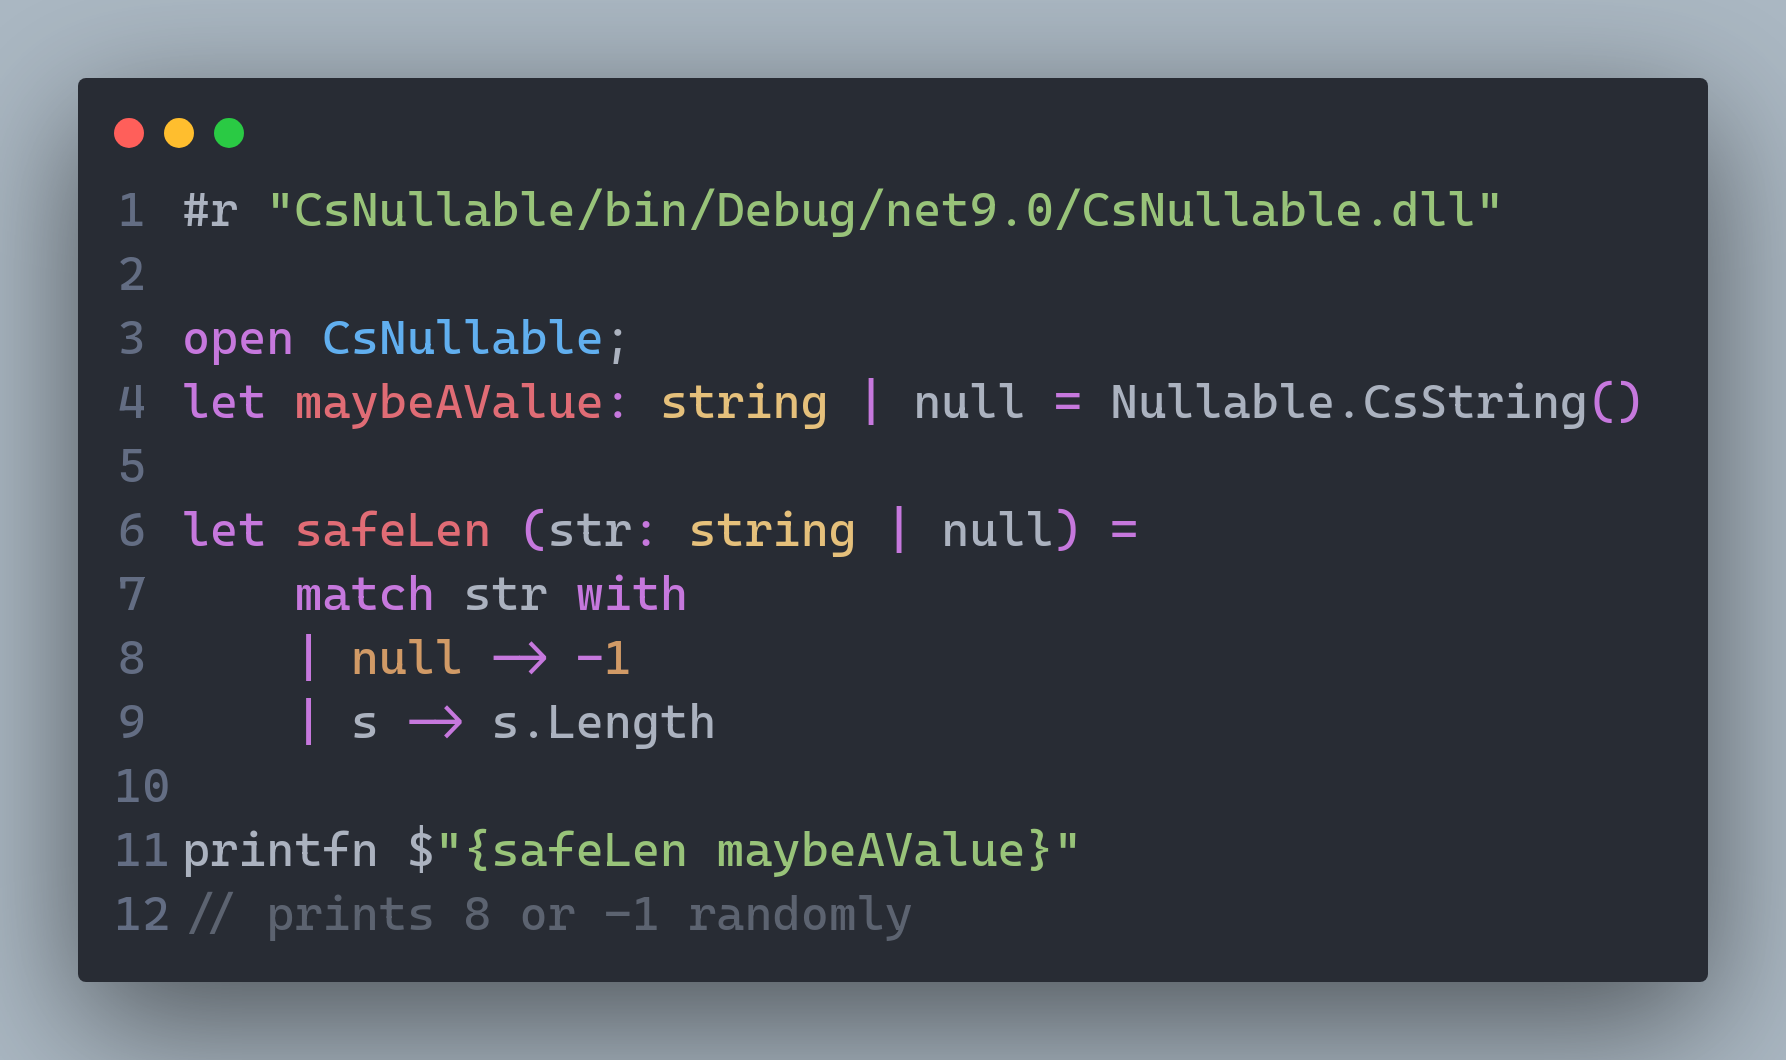 1 #r "CsNullable/bin/Debug/net9.0/CsNullable.dll"
2
3 open CsNullable;
4 let maybeAValue: string | null = Nullable.CsString()
5
6 let safeLen (str: string | null) =
7     match str with
8     | null -> -1
9     | s -> s.Length
10
11 printfn $"{safeLen maybeAValue}"
12 // prints 8 or -1 randomly